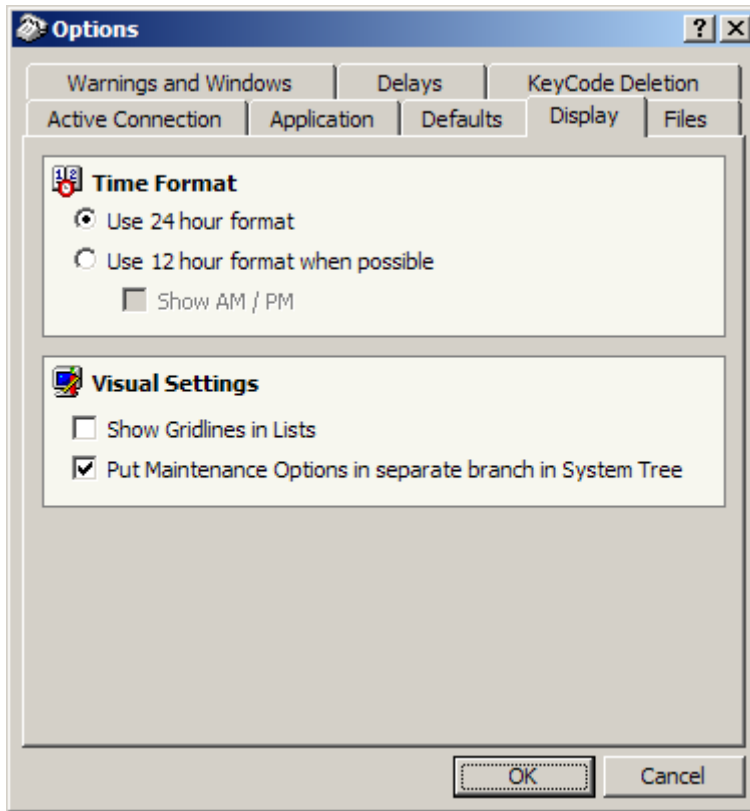 Options
Warnings and Windows Delays KeyCode Deletion
Active Connection Application Defaults Display Files
Time Format
Use 24 hour format
Use 12 hour format when possible
Show AM / PM
Visual Settings
Show Gridlines in Lists
Put Maintenance Options in separate branch in System Tree
OK Cancel